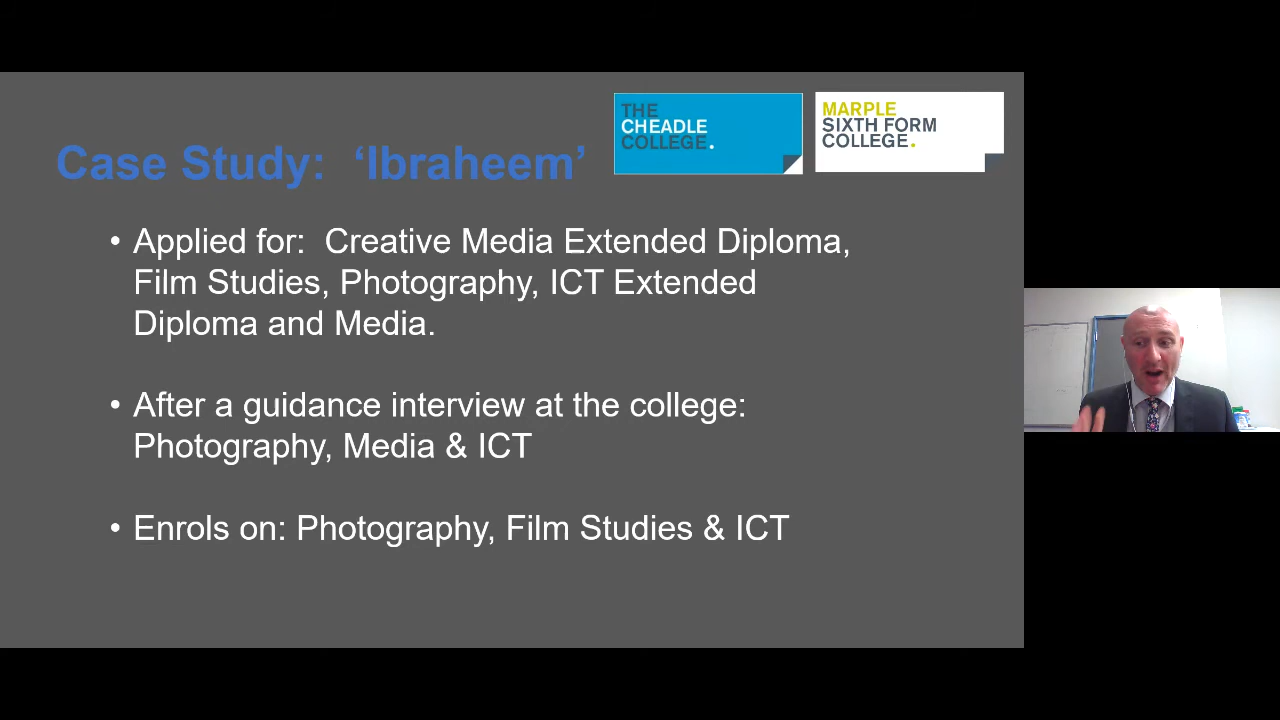 THE
CHEADLE
COLLEGE.
MARPLE
SIXTH FORM
COLLEGE.
Case Study:  ‘Ibraheem’
• Applied for:  Creative Media Extended Diploma,
Film Studies, Photography, ICT Extended
Diploma and Media.
• After a guidance interview at the college:
Photography, Media & ICT
• Enrols on: Photography, Film Studies & ICT